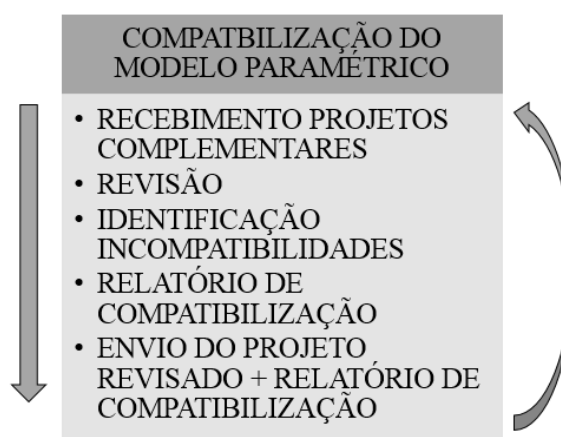 COMPATBILIZAÇÃO DO
MODELO PARAMÉTRICO
• RECEBIMENTO PROJETOS
COMPLEMENTARES
• REVISÃO
• IDENTIFICAÇÃO
INCOMPATIBILIDADES
• RELATÓRIO DE
COMPATIBILIZAÇÃO
• ENVIO DO PROJETO
REVISADO + RELATÓRIO DE
COMPATIBILIZAÇÃO